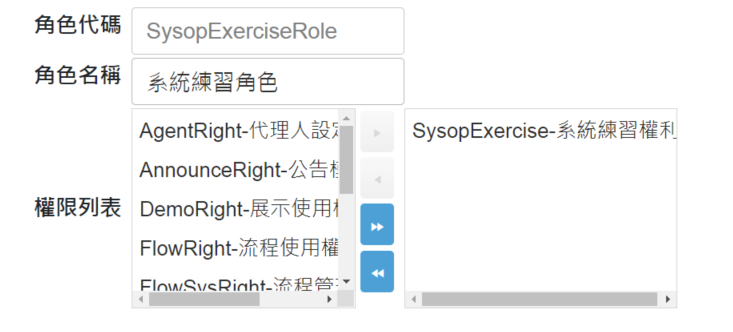 角色代碼 SysopExerciseRole
角色名稱 系統練習角色
權限列表
AgentRight-代理人設定
AnnounceRight-公告
DemoRight-展示使用
FlowRight-流程使用權
FlowSysRight-流程管
SysopExercise-系統練習權利